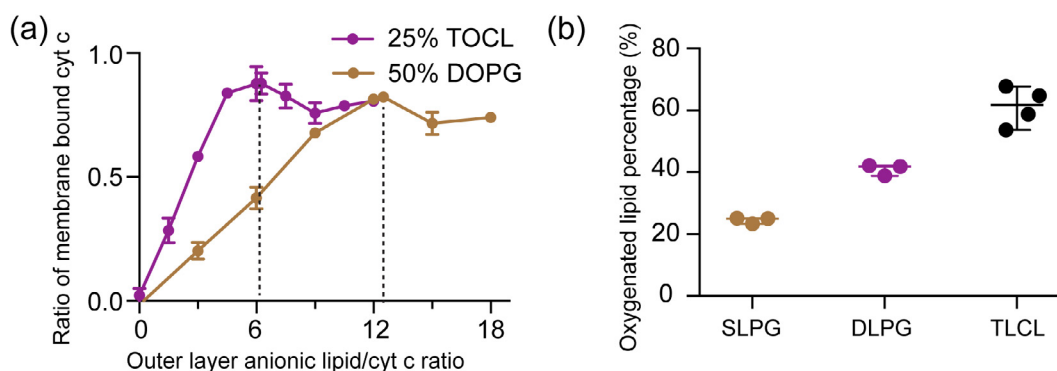 (a)
25% TOCL
50% DOPG
Ratio of membrane bound cyt c
1.0
0.5
0.0
0 6 12 18
Outer layer anionic lipid/cyt c ratio
(b)
Oxygenated lipid percentage (%)
80
60
40
20
0
SLPG DLPG TLCL